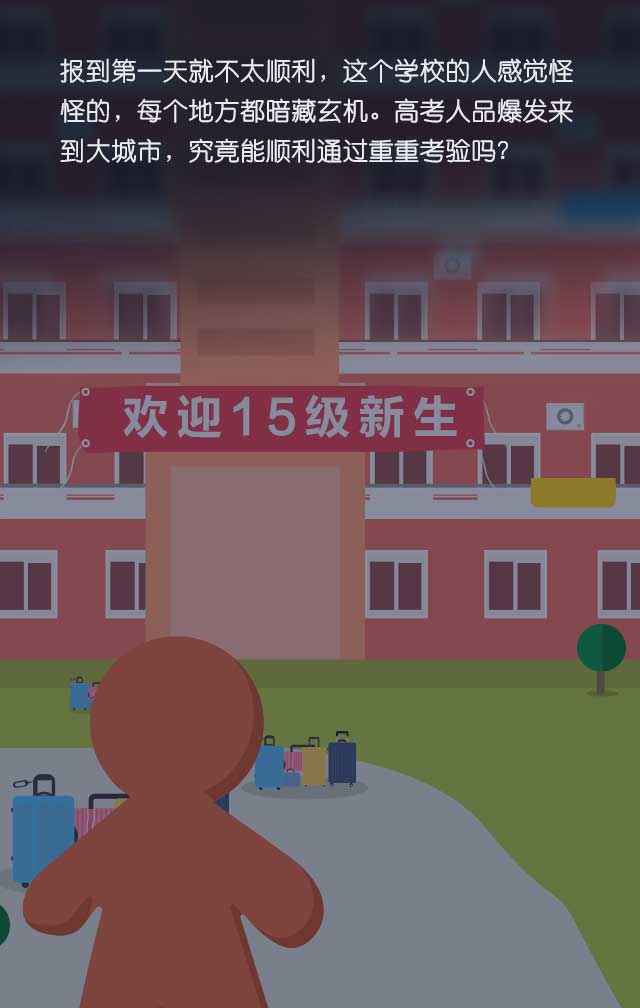 报到第一天就不太顺利，这个学校的人感觉怪
怪的，每个地方都暗藏玄机。高考人品爆发来
到大城市，究竟能顺利通过重重考验吗？
欢迎15级新生